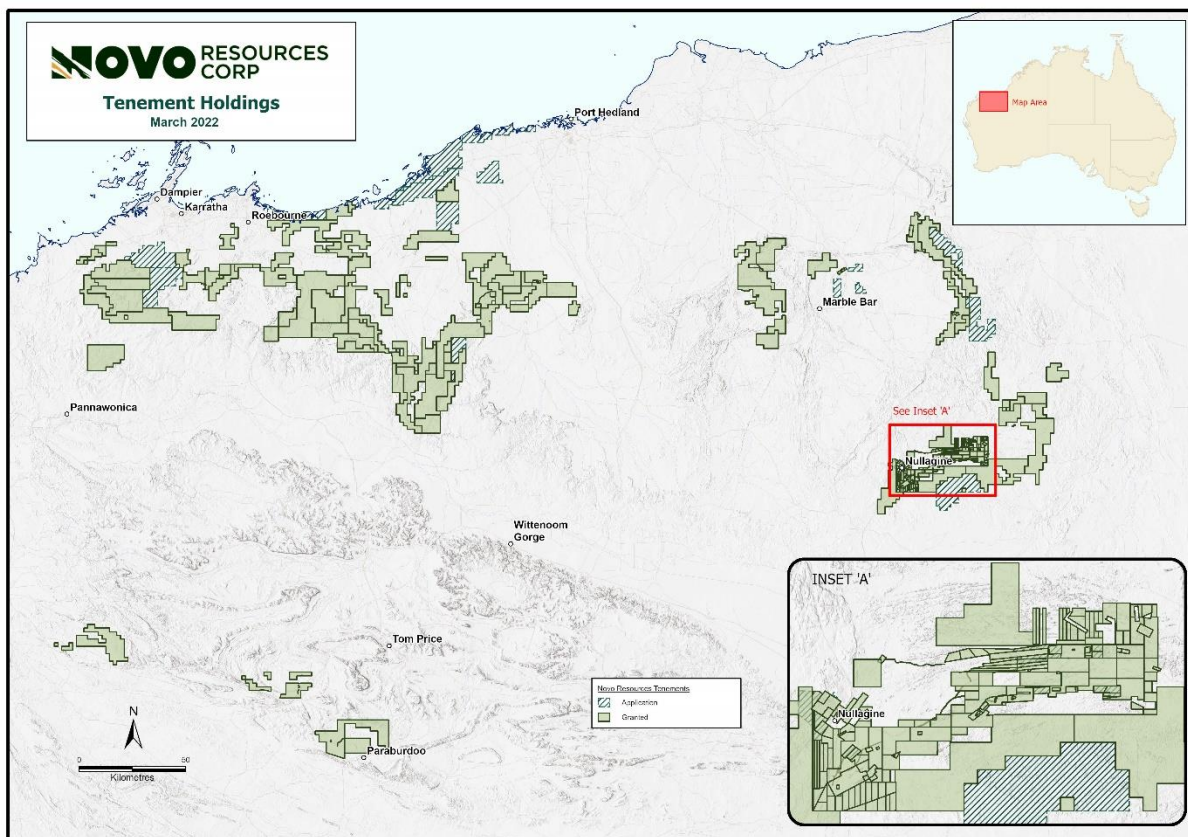 NOVO RESOURCES
CORP
Tenement Holdings
March 2022
Map Area
Port Hedland
Dampier
Karratha
Roebourne
Marble Bar
Pannawonica
See Inset 'A'
Nullagine
Wittenoom
Gorge
INSET 'A'
Tom Price
Novo Resources Tenements
Application
Granted
N
Nullagine
Paraburdoo
0
60
Kilometres